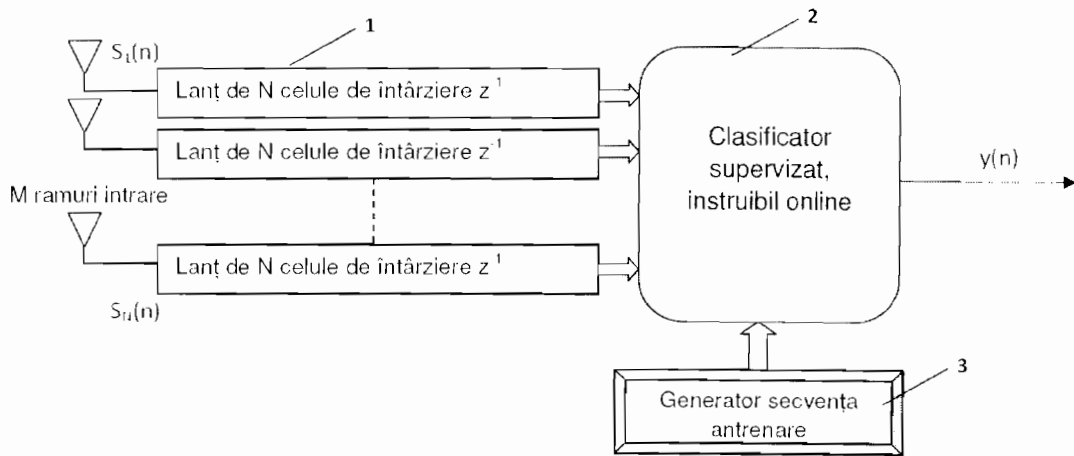 1
2
S₁(n)
Lanț de N celule de întârziere z⁻¹
Lanț de N celule de întârziere z⁻¹
M ramuri intrare
Lanț de N celule de întârziere z⁻¹
Sₙ(n)
Clasificator
supervizat,
instruibil online
y(n)
3
Generator secvența
antrenare